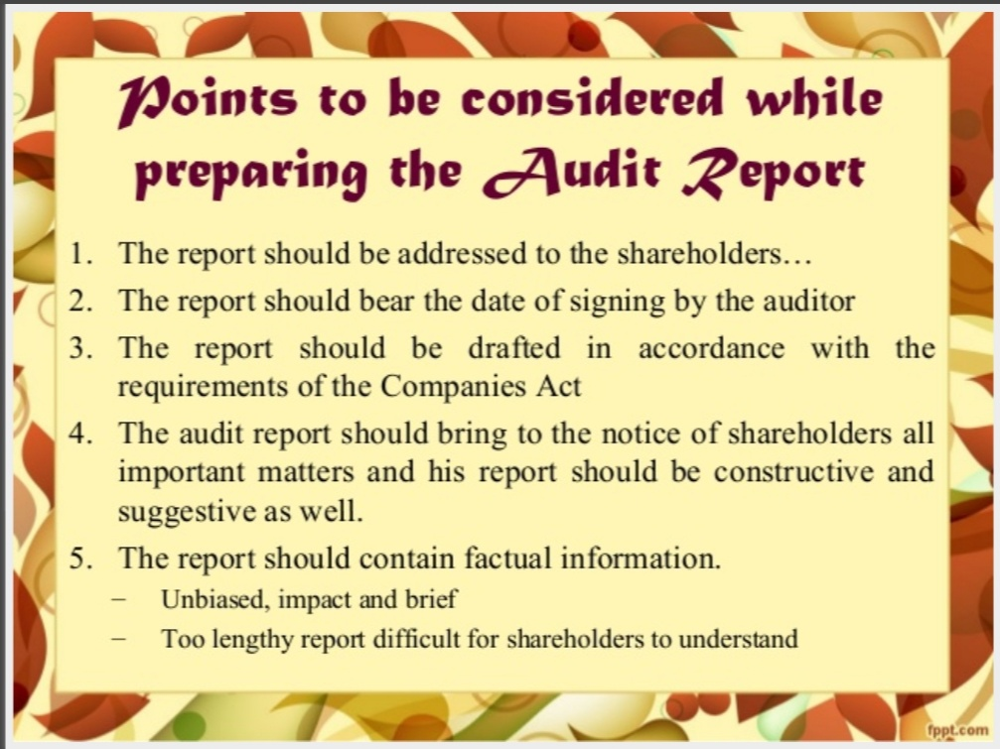 Points to be considered while
preparing the Audit Report
1. The report should be addressed to the shareholders…
2. The report should bear the date of signing by the auditor
3. The report should be drafted in accordance with the
requirements of the Companies Act
4. The audit report should bring to the notice of shareholders all
important matters and his report should be constructive and
suggestive as well.
5. The report should contain factual information.
– Unbiased, impact and brief
– Too lengthy report difficult for shareholders to understand
fppt.com